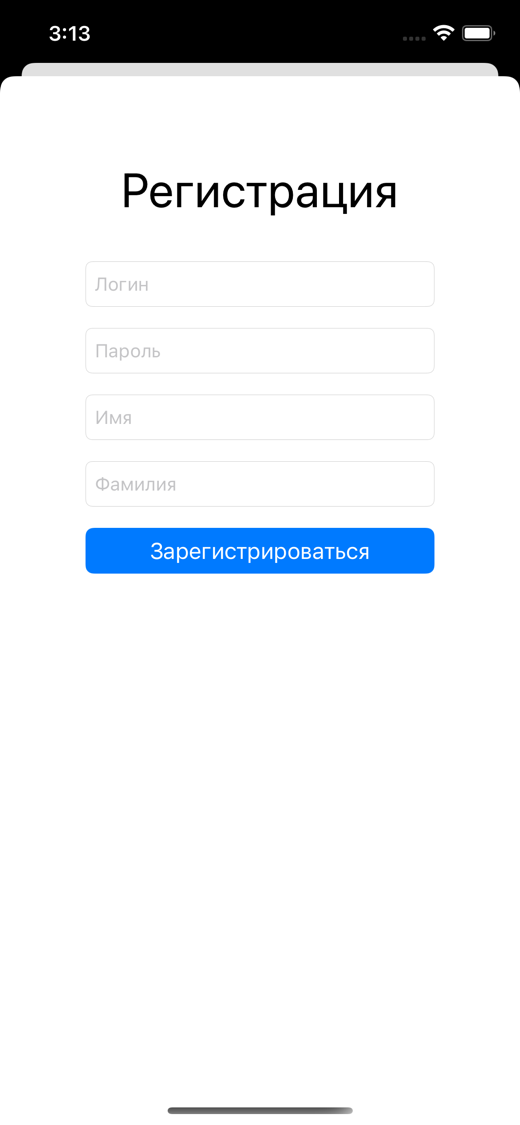 3:13
Регистрация
Логин
Пароль
Имя
Фамилия
Зарегистрироваться